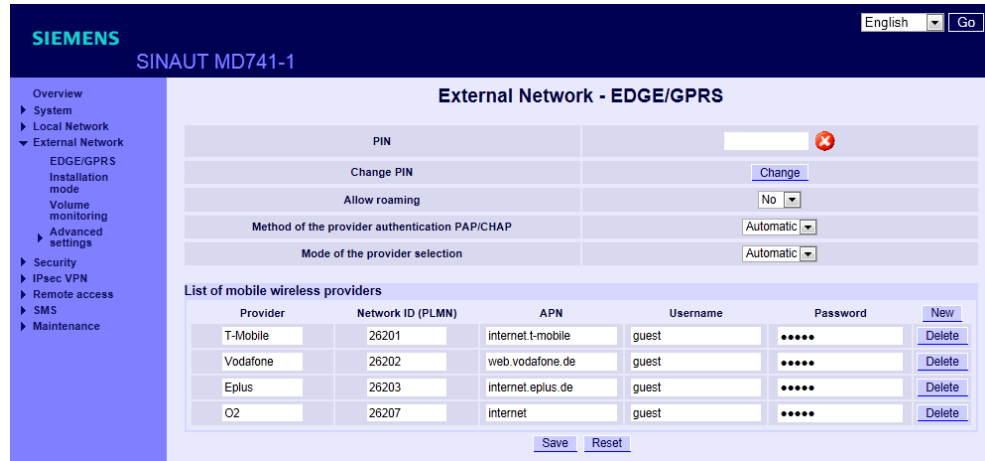 English Go
SIEMENS
SINAUT MD741-1
Overview
System
Local Network
External Network
EDGE/GPRS
Installation
mode
Volume
monitoring
Advanced
settings
Security
IPsec VPN
Remote access
SMS
Maintenance
External Network - EDGE/GPRS
PIN
Change PIN Change
Allow roaming No
Method of the provider authentication PAP/CHAP Automatic
Mode of the provider selection Automatic
List of mobile wireless providers
Provider Network ID (PLMN) APN Username Password New
T-Mobile 26201 internet.t-mobile guest ●●●●● Delete
Vodafone 26202 web.vodafone.de guest ●●●●● Delete
Eplus 26203 internet.eplus.de guest ●●●●● Delete
O2 26207 internet guest ●●●●● Delete
Save Reset